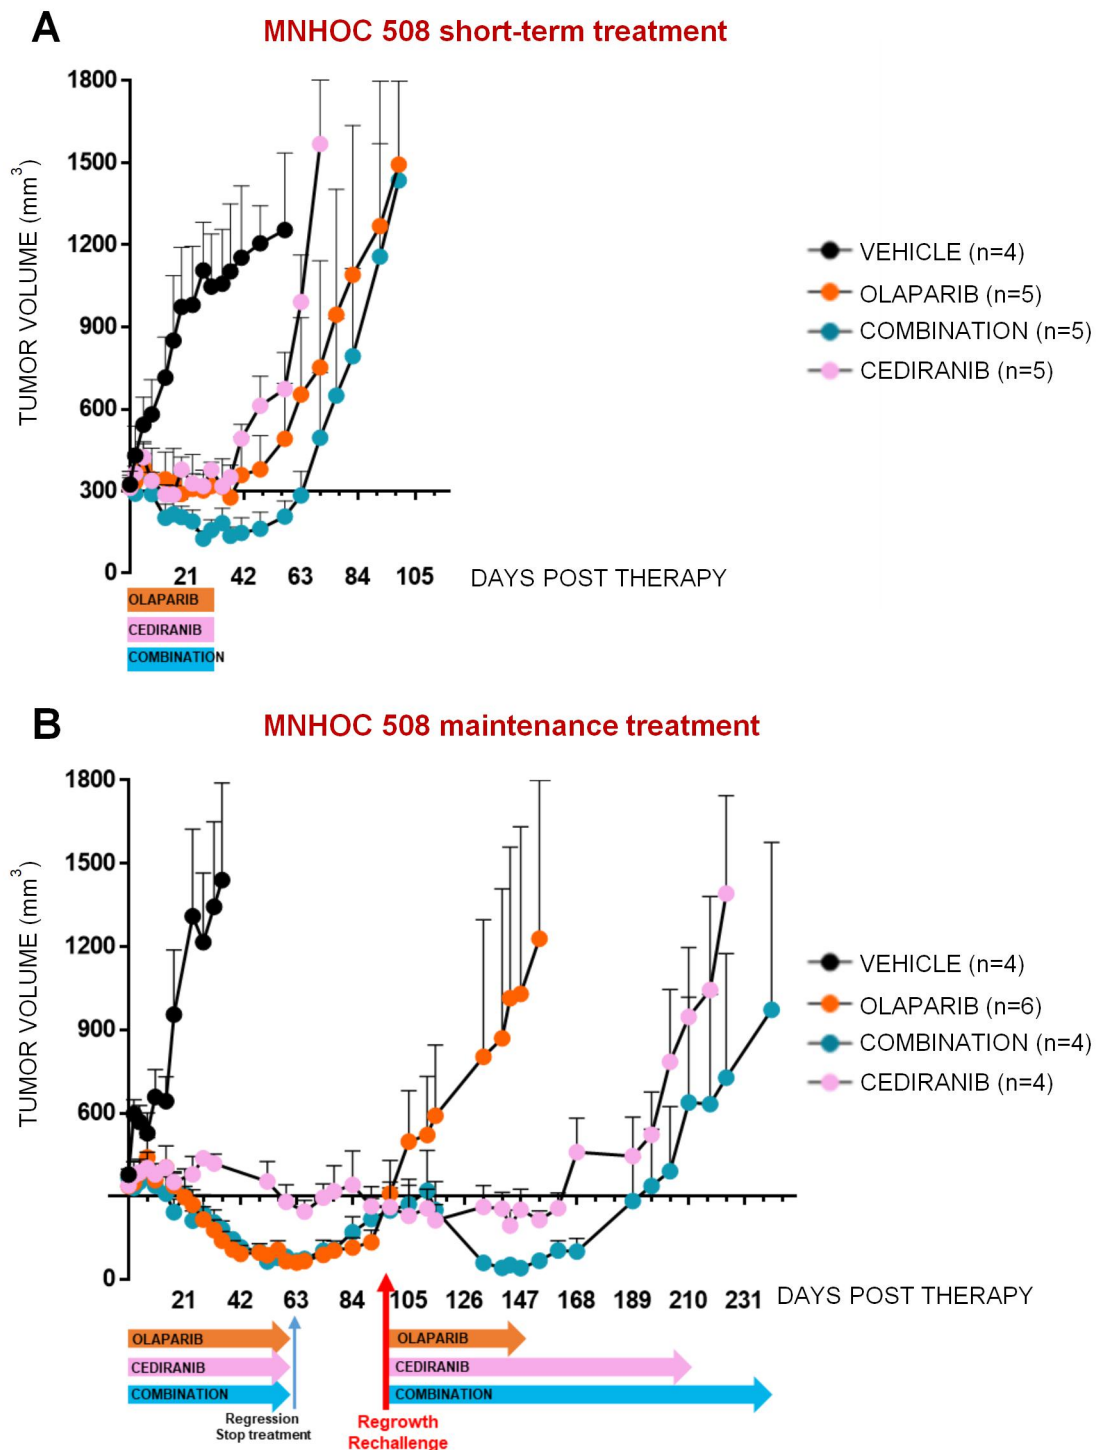 A
MNHOC 508 short-term treatment
TUMOR VOLUME (mm3)
1800
1500
1200
900
600
300
0
21 42 63 84 105 DAYS POST THERAPY
VEHICLE (n=4)
OLAPARIB (n=5)
COMBINATION (n=5)
CEDIRANIB (n=5)
OLAPARIB
CEDIRANIB
COMBINATION
B
MNHOC 508 maintenance treatment
TUMOR VOLUME (mm3)
1800
1500
1200
900
600
0
21 42 63 84 105 126 147 168 189 210 231 DAYS POST THERAPY
VEHICLE (n=4)
OLAPARIB (n=6)
COMBINATION (n=4)
CEDIRANIB (n=4)
OLAPARIB OLAPARIB
CEDIRANIB CEDIRANIB
COMBINATION COMBINATION
Regression
Stop treatment
Regrowth
Rechallenge